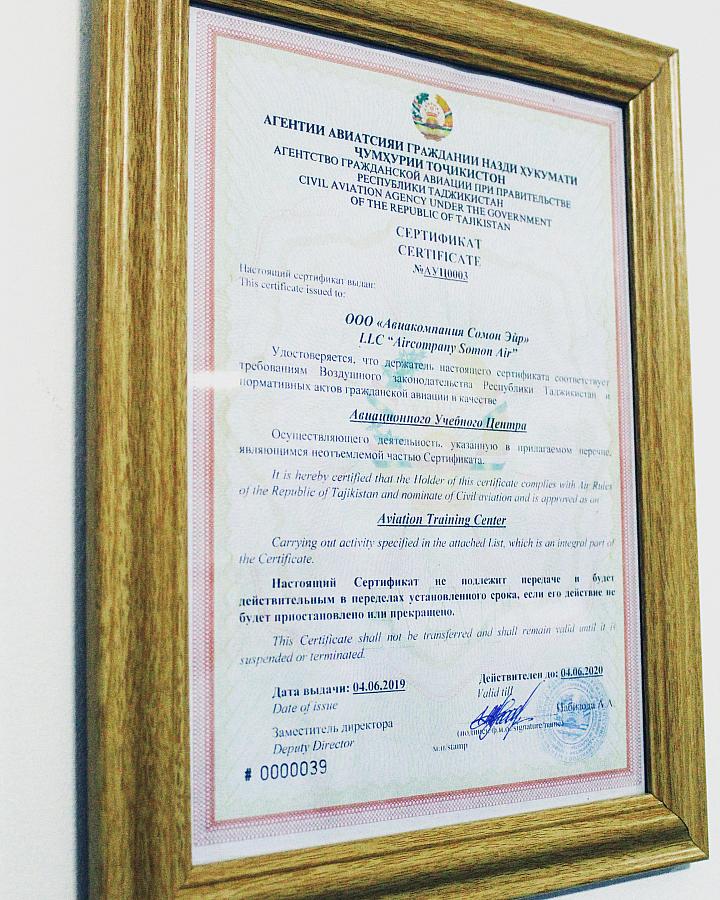 АГЕНТИИ АВИАТСИЯИ ГРАЖДАНИИ НАЗДИ ХУКУМАТИ
ҶУМХУРИИ ТОҶИКИСТОН
АГЕНТСТВО ГРАЖДАНСКОЙ АВИАЦИИ ПРИ ПРАВИТЕЛЬСТВЕ
РЕСПУБЛИКИ ТАДЖИКИСТАН
CIVIL AVIATION AGENCY UNDER THE GOVERNMENT
OF THE REPUBLIC OF TAJIKISTAN
СЕРТИФИКАТ
CERTIFICATE
№АУЦ0003
Настоящий сертификат выдан:
This certificate issued to:
ООО «Авиакомпания Сомон Эйр»
LLC “Aircompany Somon Air”
Удостоверяется, что держатель настоящего сертификата соответствует
требованиям Воздушного законодательства Республики Таджикистан и
нормативных актов гражданской авиации в качестве
Авиационного Учебного Центра
Осуществляющего деятельность, указанную в прилагаемом перечне,
являющимся неотъемлемой частью Сертификата.
It is hereby certified that the Holder of this certificate complies with Air Rules
of the Republic of Tajikistan and nominate of Civil aviation and is approved as an
Aviation Training Center
Carrying out activity specified in the attached List, which is an integral part of
the Certificate.
Настоящий Сертификат не подлежит передаче и будет
действительным в переделах установленного срока, если его действие не
будет приостановлено или прекращено.
This Certificate shall not be transferred and shall remain valid until it is
suspended or terminated.
Дата выдачи: 04.06.2019
Date of issue
Действителен до: 04.06.2020
Valid till
Заместитель директора
Deputy Director
А.А.
(подпись/ф.и.о/signature/name)
м.п/stamp
# 0000039